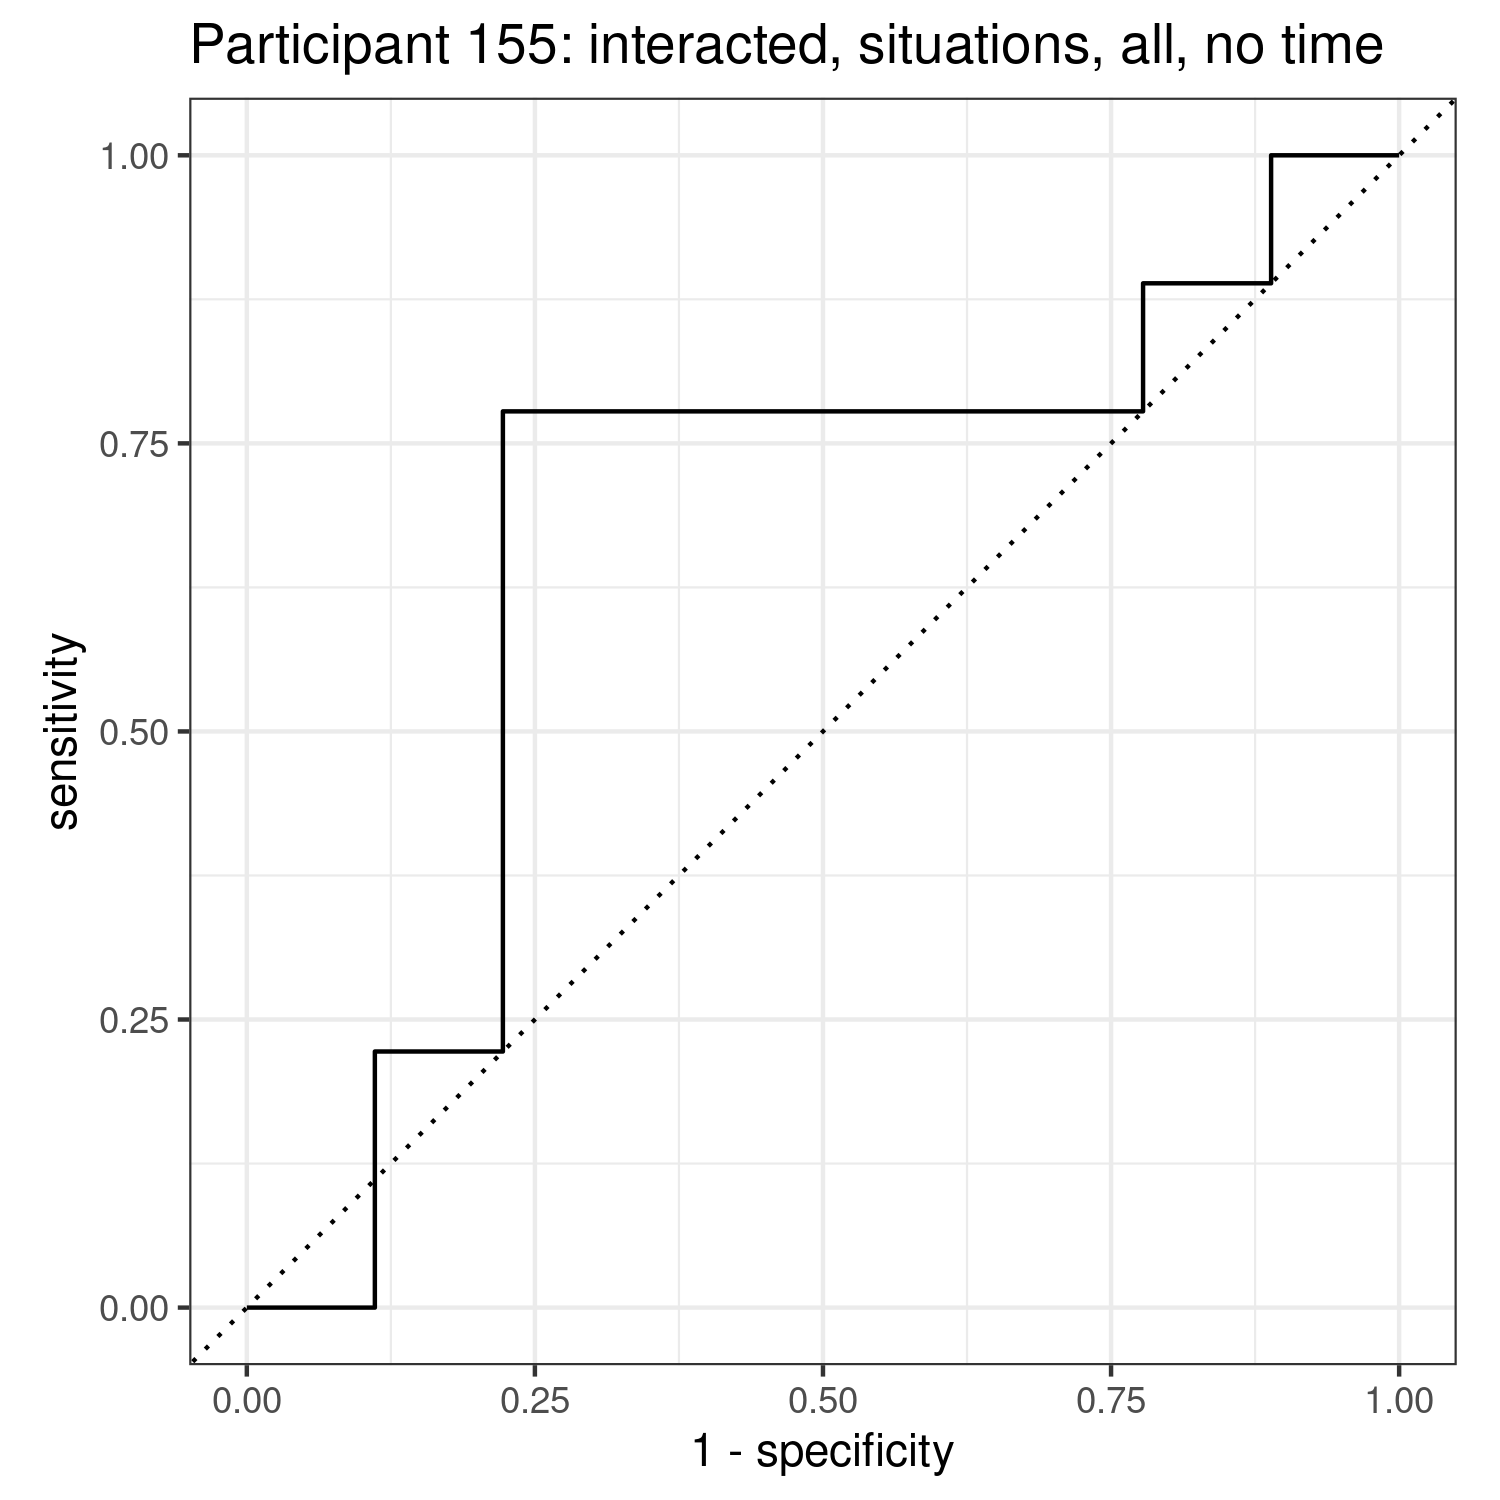 Participant 155: interacted, situations, all, no time
1.00
0.75
0.50
0.25
0.00
sensitivity
0.00 0.25 0.50 0.75 1.00
1 - specificity